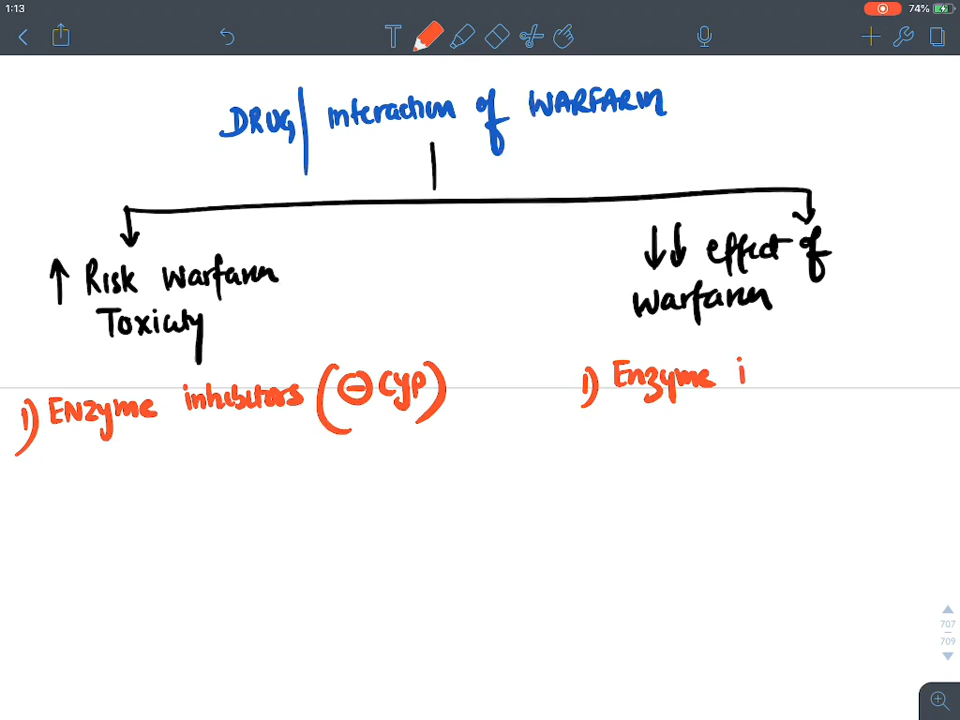 1:13
74%
T
DRUG| interaction of WARFARIN
↑ Risk Warfarin
Toxicity
↓↓ effect of
Warfarin
1) ENzyme inhibitors (⊖ CYP)
1) Enzyme i
707
709